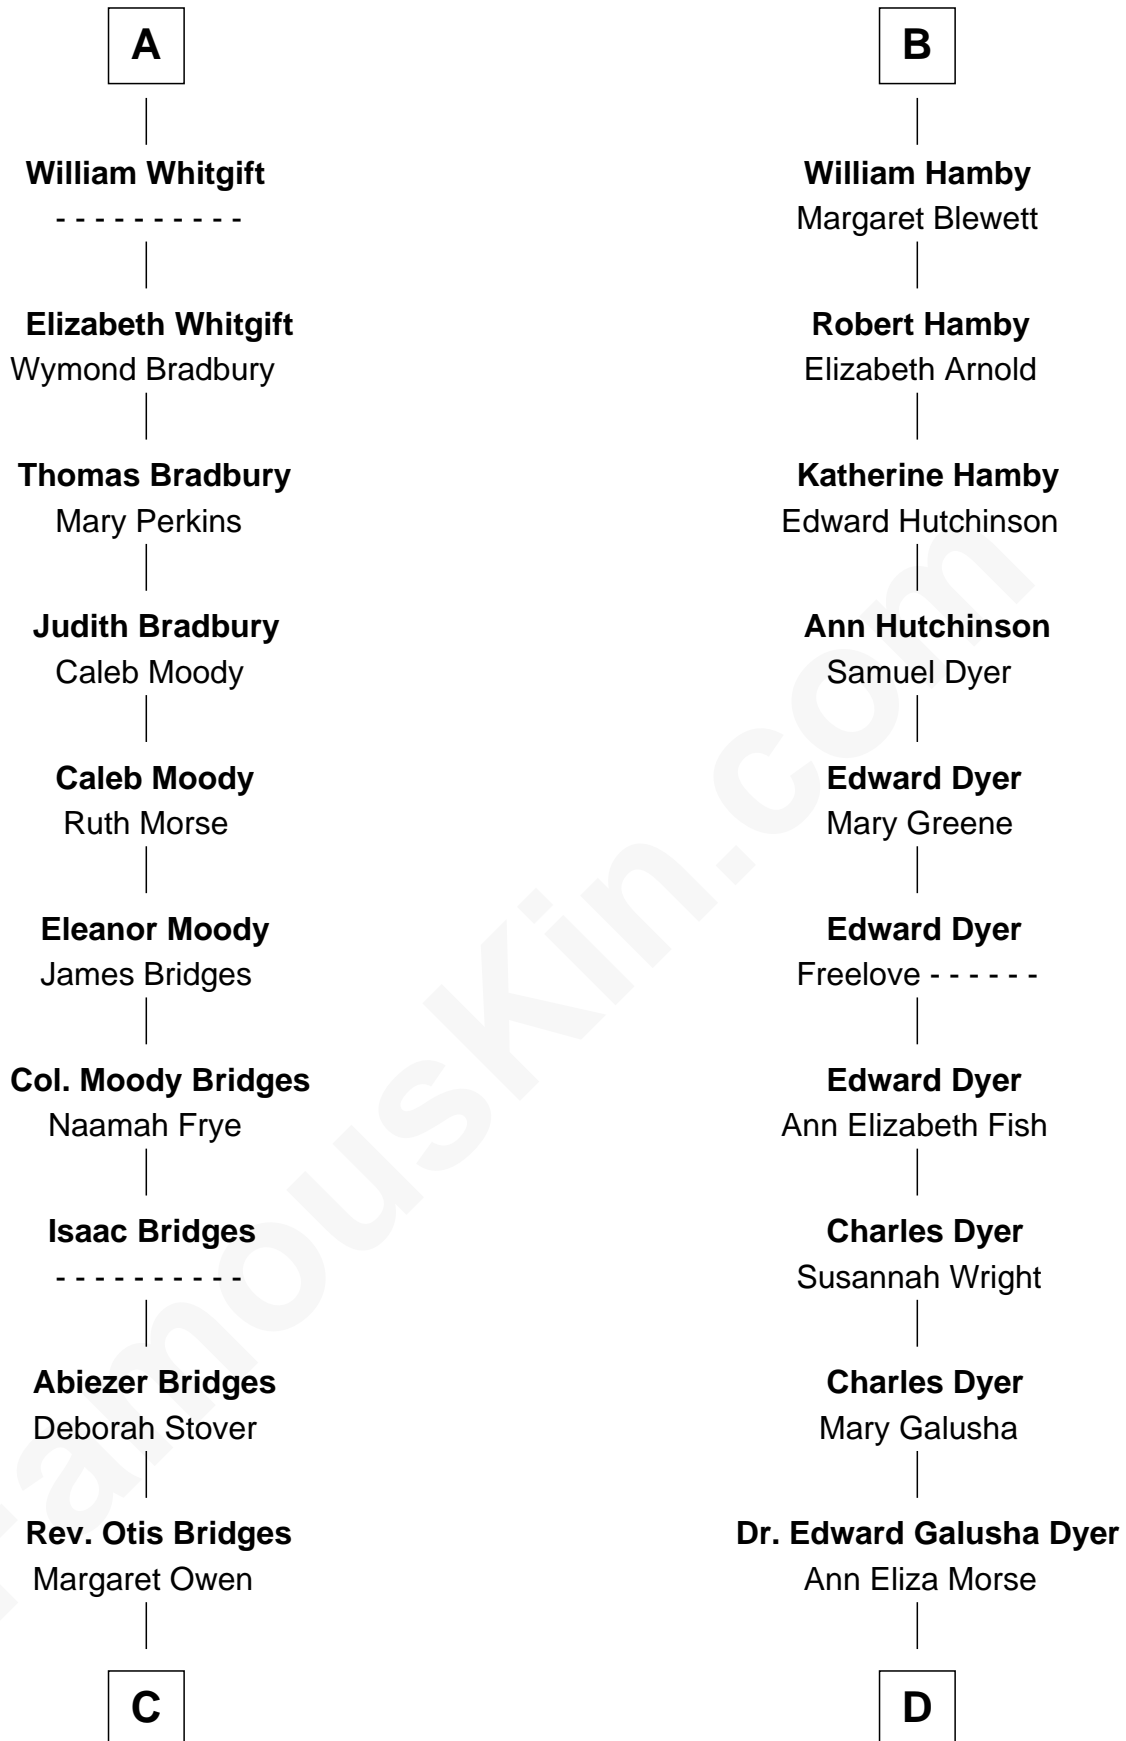 A
William Whitgift
- - - - - - - - - -
Elizabeth Whitgift
Wymond Bradbury
Thomas Bradbury
Mary Perkins
Judith Bradbury
Caleb Moody
Caleb Moody
Ruth Morse
Eleanor Moody
James Bridges
Col. Moody Bridges
Naamah Frye
Isaac Bridges
- - - - - - - - - -
Abiezer Bridges
Deborah Stover
Rev. Otis Bridges
Margaret Owen
C
B
William Hamby
Margaret Blewett
Robert Hamby
Elizabeth Arnold
Katherine Hamby
Edward Hutchinson
Ann Hutchinson
Samuel Dyer
Edward Dyer
Mary Greene
Edward Dyer
Freelove - - - - - -
Edward Dyer
Ann Elizabeth Fish
Charles Dyer
Susannah Wright
Charles Dyer
Mary Galusha
Dr. Edward Galusha Dyer
Ann Eliza Morse
D
FamousKin.com